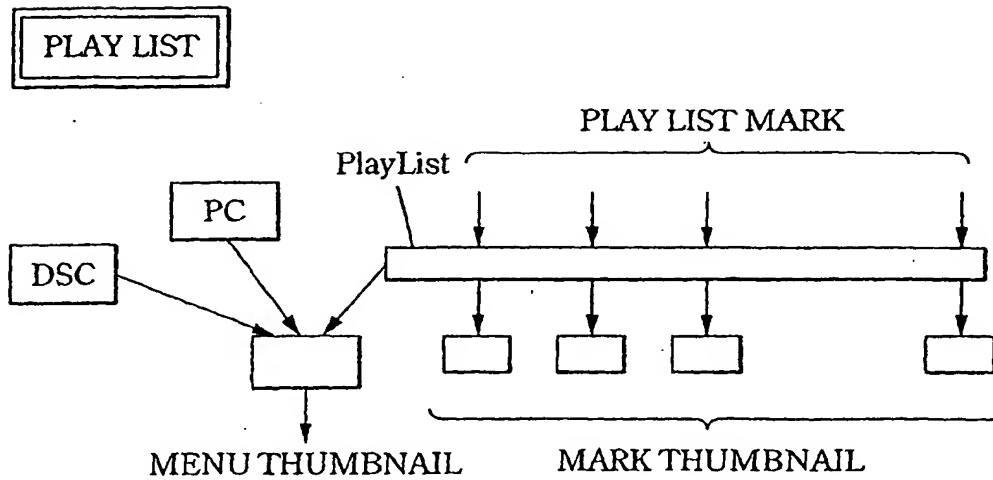 PLAY LIST
PLAY LIST MARK
PlayList
PC
DSC
MENU THUMBNAIL
MARK THUMBNAIL